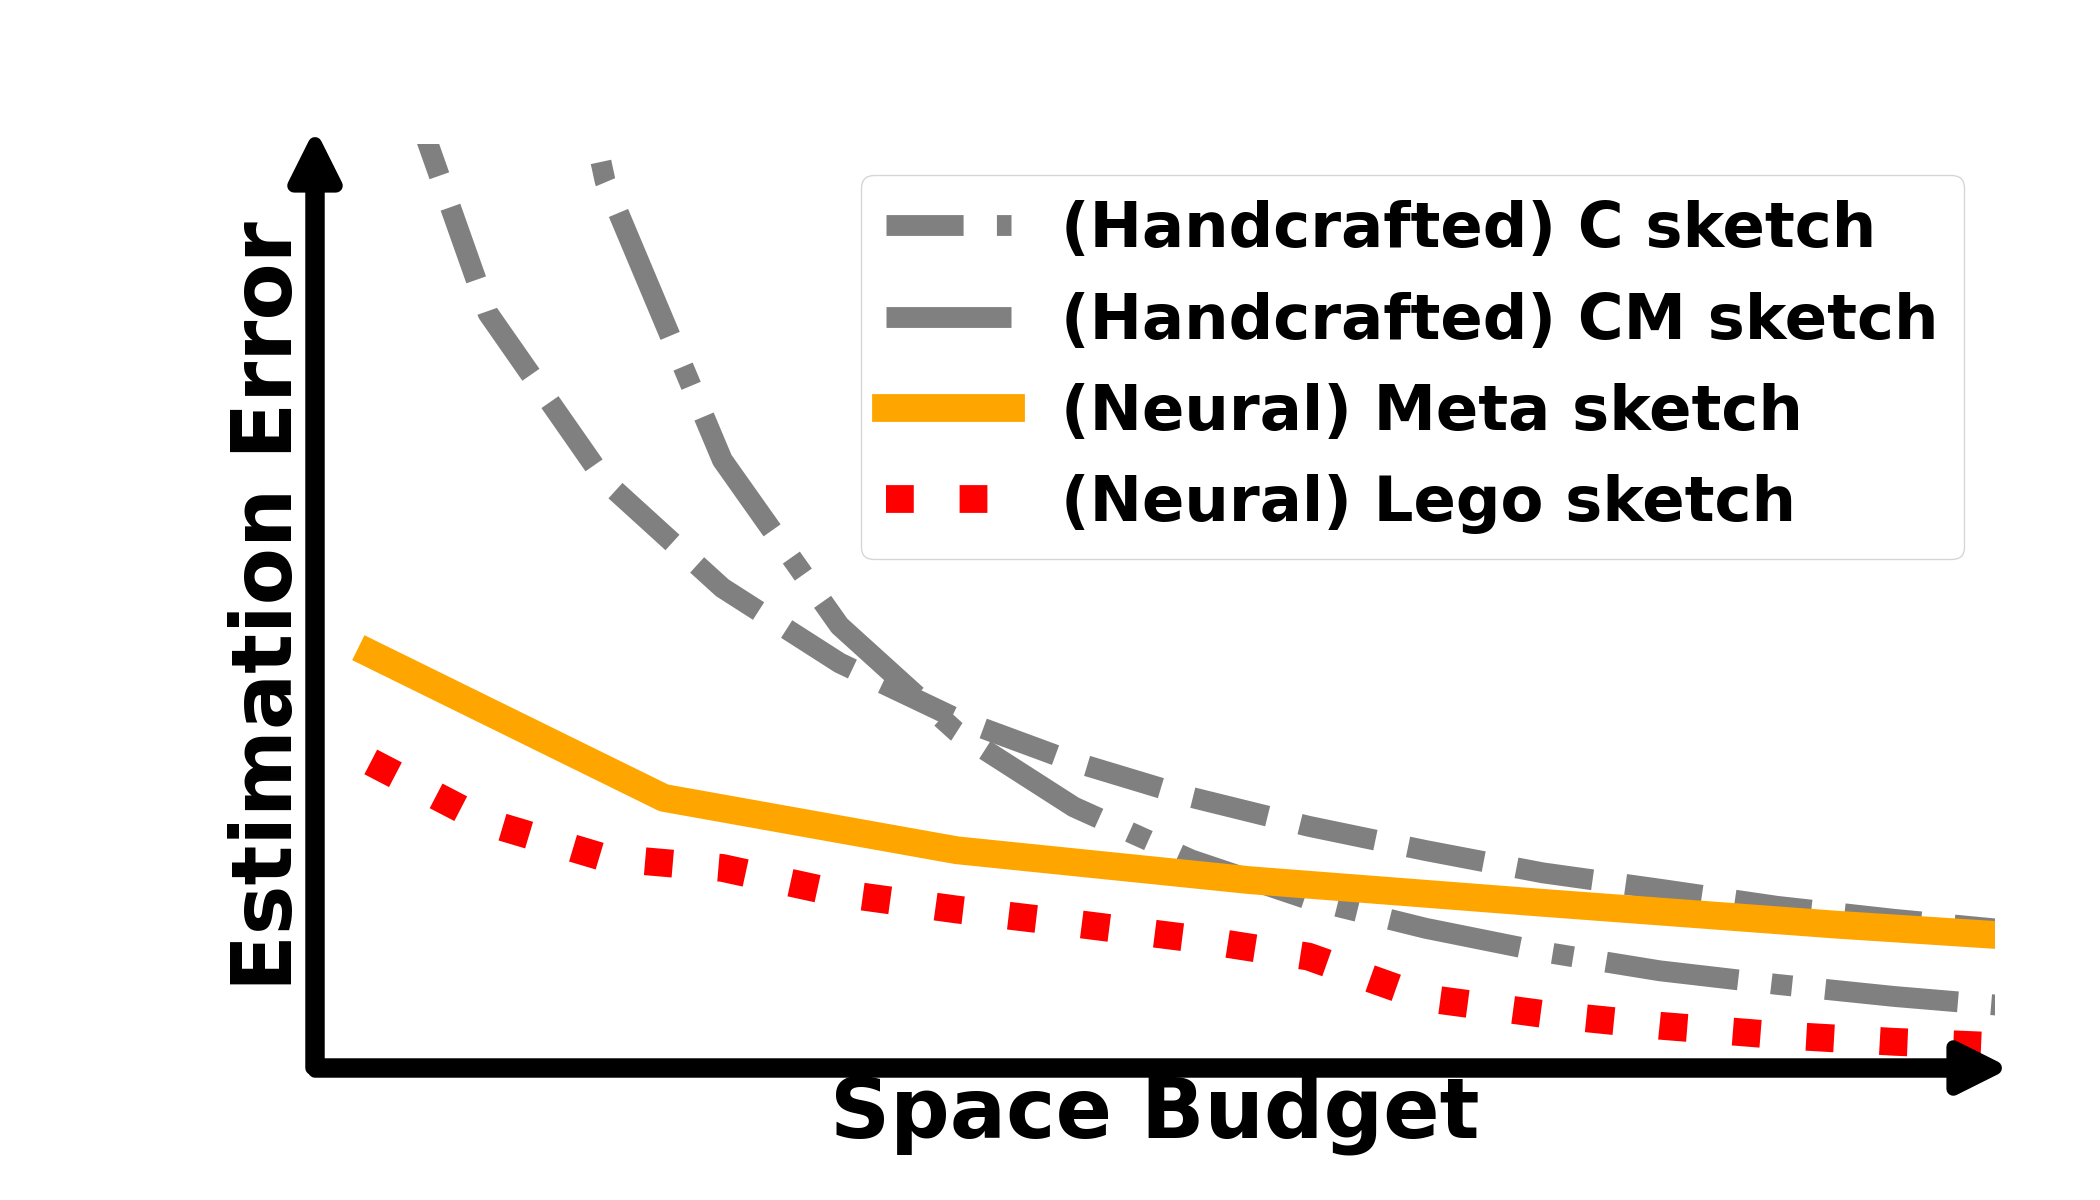 Estimation Error
(Handcrafted) C sketch
(Handcrafted) CM sketch
(Neural) Meta sketch
(Neural) Lego sketch
Space Budget